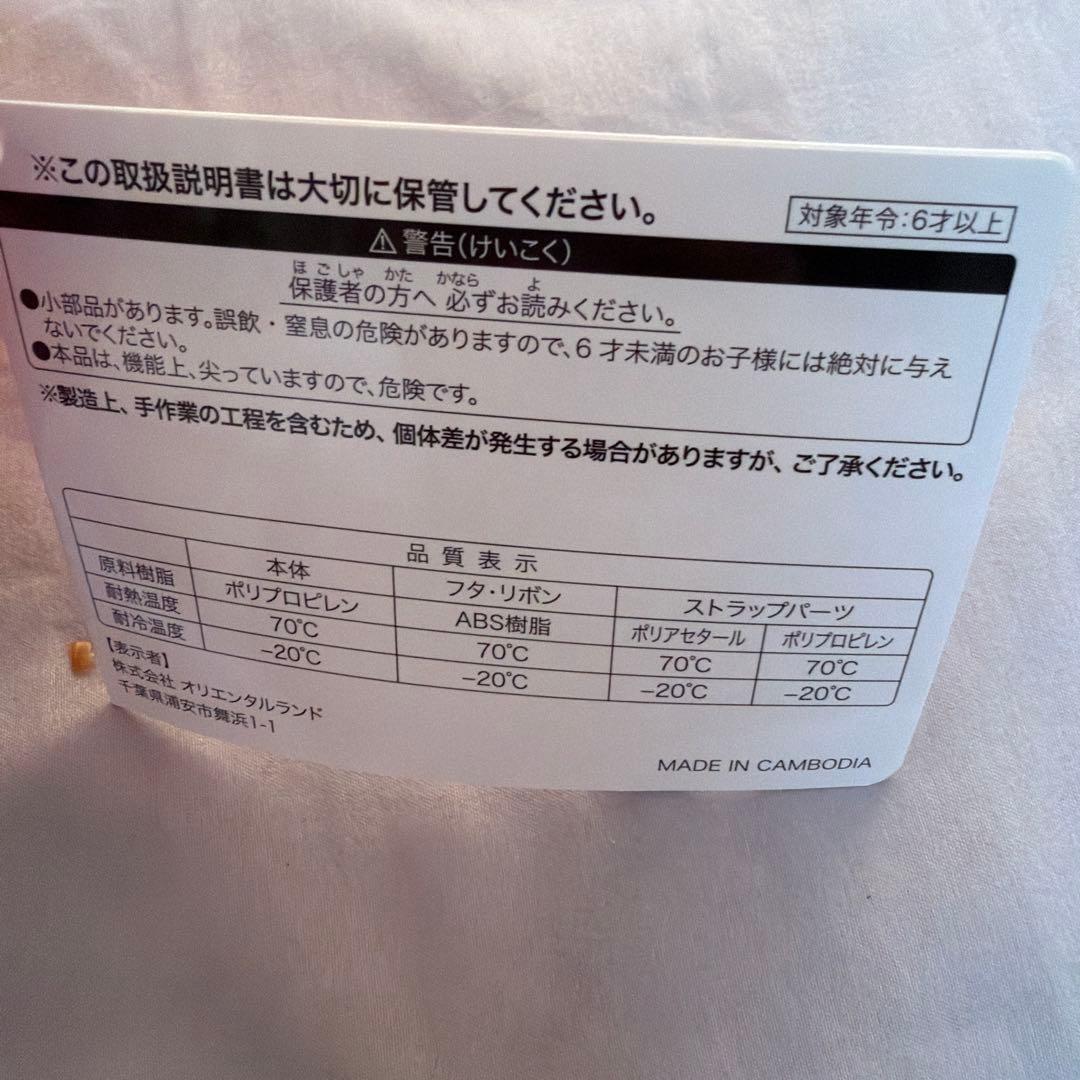 ※この取扱説明書は大切に保管してください。
対象年令:6才以上
⚠警告(けいこく)
ほごしゃ かた かなら よ
保護者の方へ 必ずお読みください。
●小部品があります。誤飲・窒息の危険がありますので、6才未満のお子様には絶対に与え
ないでください。
●本品は、機能上、尖っていますので、危険です。
※製造上、手作業の工程を含むため、個体差が発生する場合がありますが、ご了承ください。
品質表示
本体 フタ・リボン ストラップパーツ
原料樹脂 ポリプロピレン ABS樹脂 ポリアセタール ポリプロピレン
耐熱温度 70℃ 70℃ 70℃ 70℃
耐冷温度 -20℃ -20℃ -20℃ -20℃
【表示者】
株式会社 オリエンタルランド
千葉県浦安市舞浜1-1
MADE IN CAMBODIA